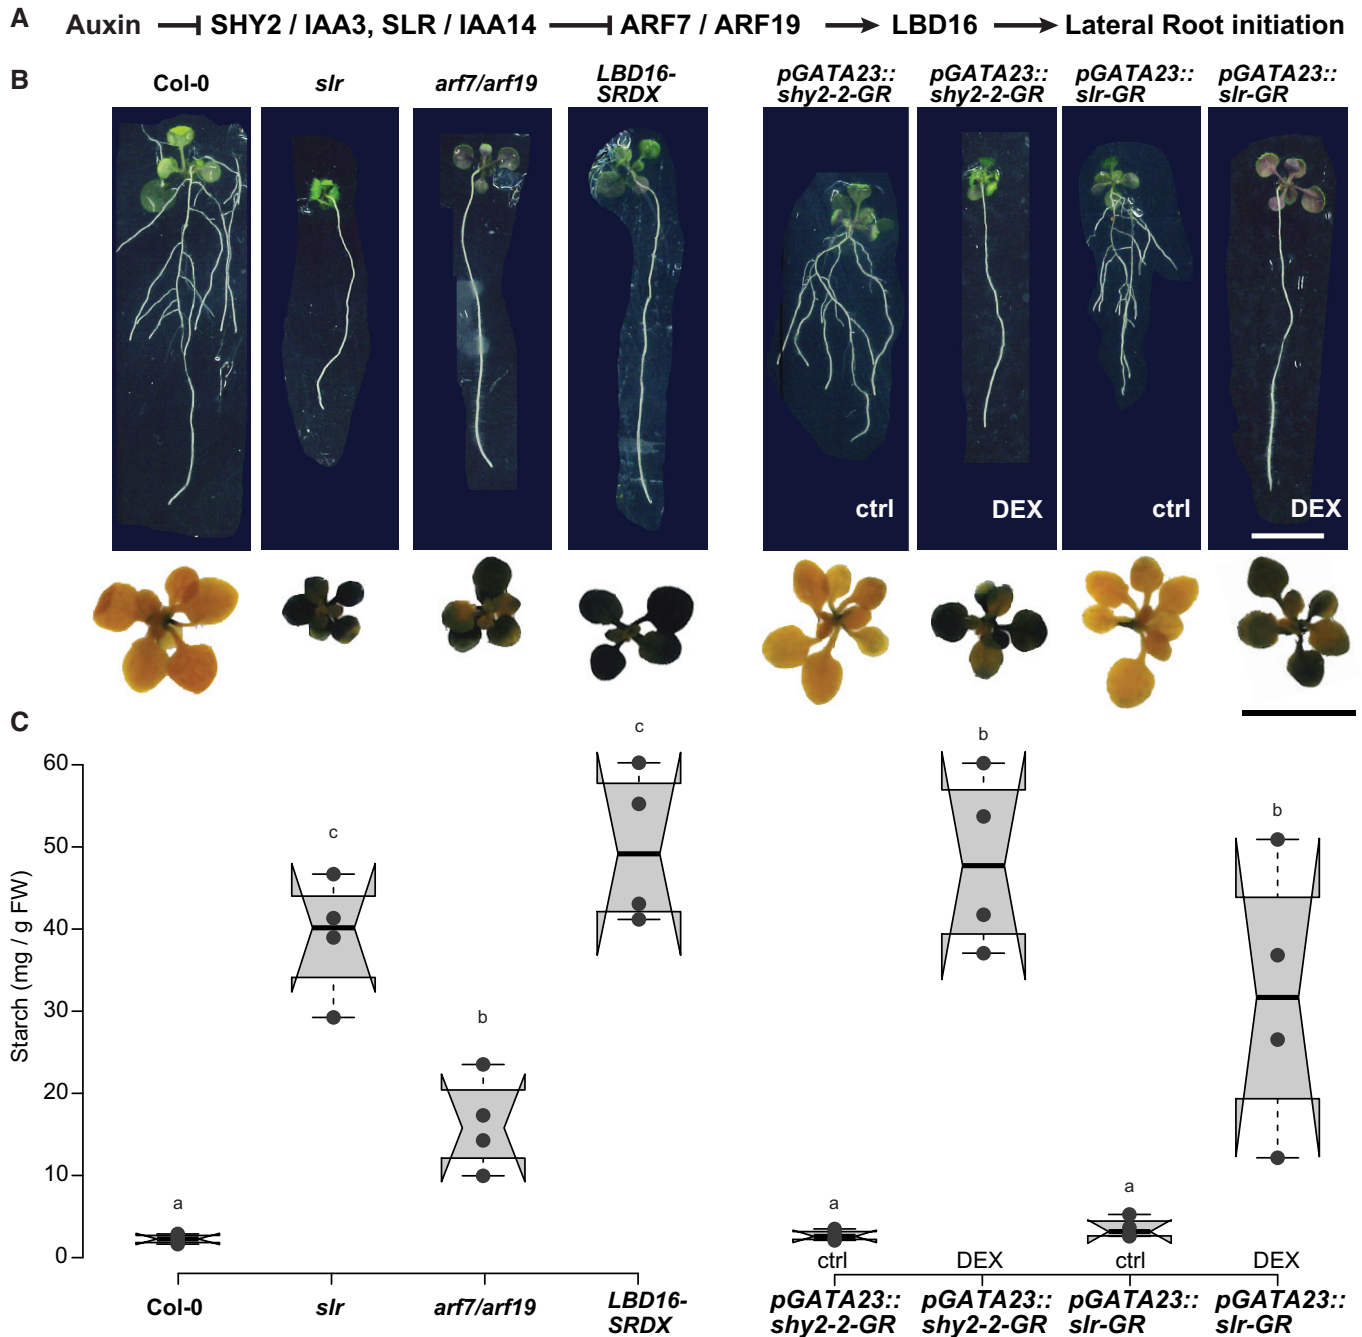 A
Auxin SHY2 / IAA3, SLR / IAA14 ARF7 / ARF19 LBD16 Lateral Root initiation
B
Col-0
slr
arf7/arf19
LBD16-
SRDX
pGATA23::
shy2-2-GR
pGATA23::
shy2-2-GR
pGATA23::
slr-GR
pGATA23::
slr-GR
ctrl
DEX
ctrl
DEX
C
Starch (mg / g FW)
60
50
40
30
20
10
0
a
c
b
c
a
b
a
b
ctrl
DEX
ctrl
DEX
Col-0
slr
arf7/arf19
LBD16-
SRDX
pGATA23::
shy2-2-GR
pGATA23::
shy2-2-GR
pGATA23::
slr-GR
pGATA23::
slr-GR